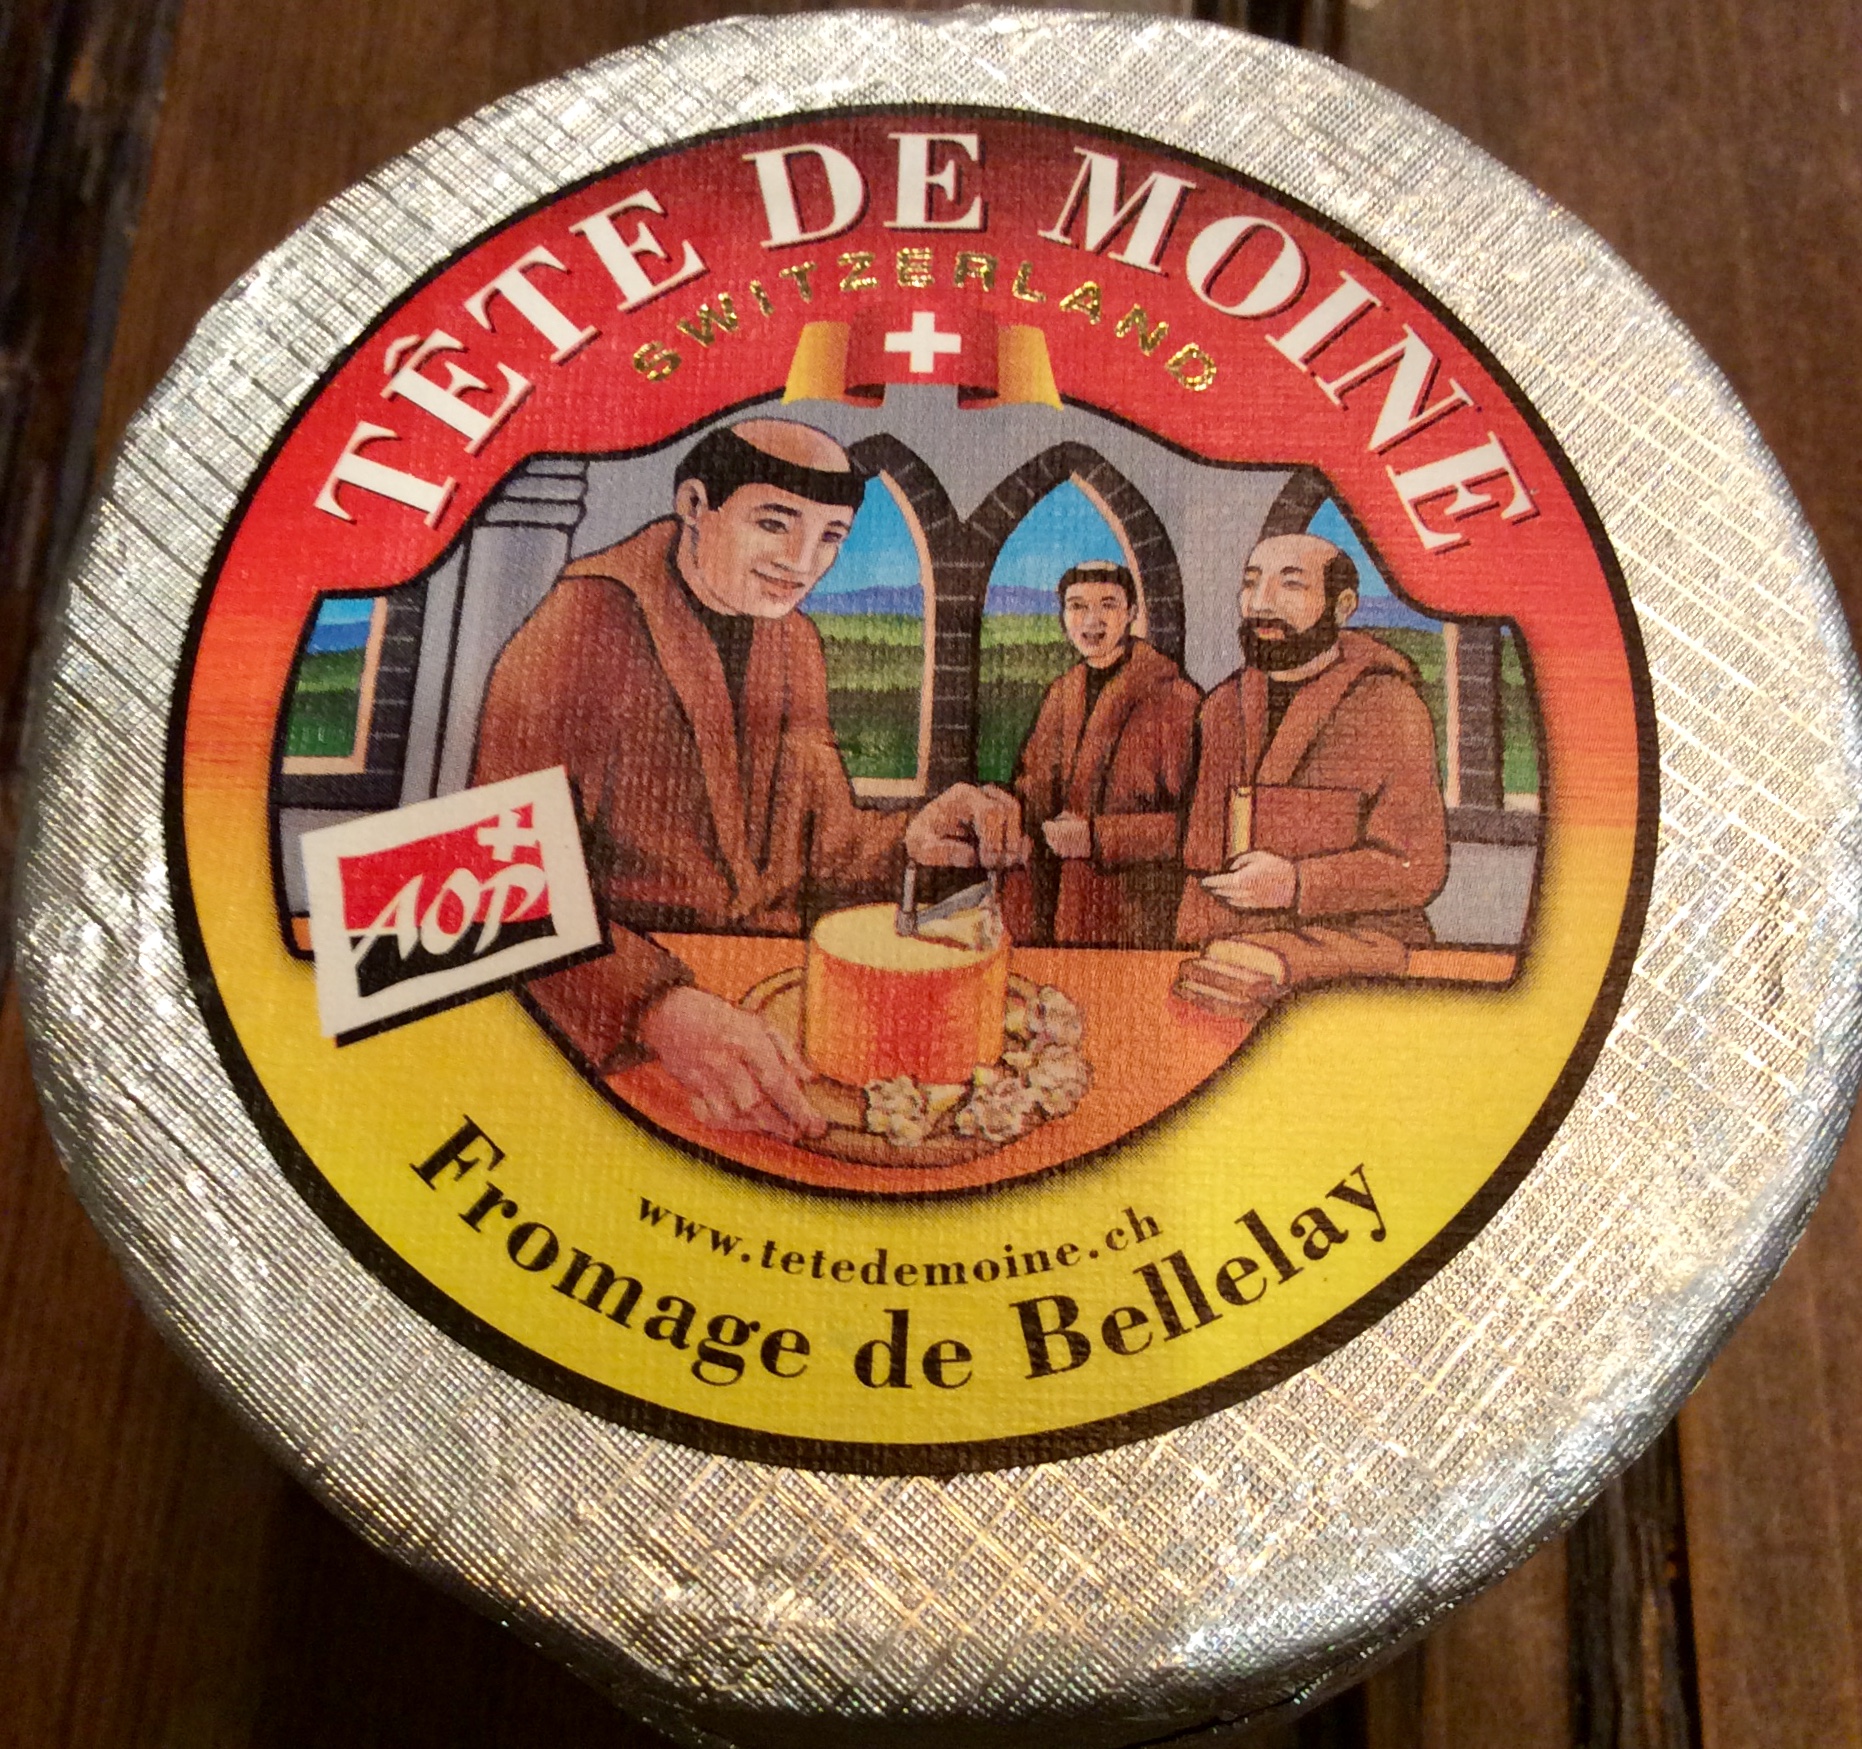 TÊTE DE MOINE
SWITZERLAND
AOP
www.tetedemoine.ch
Fromage de Bellelay